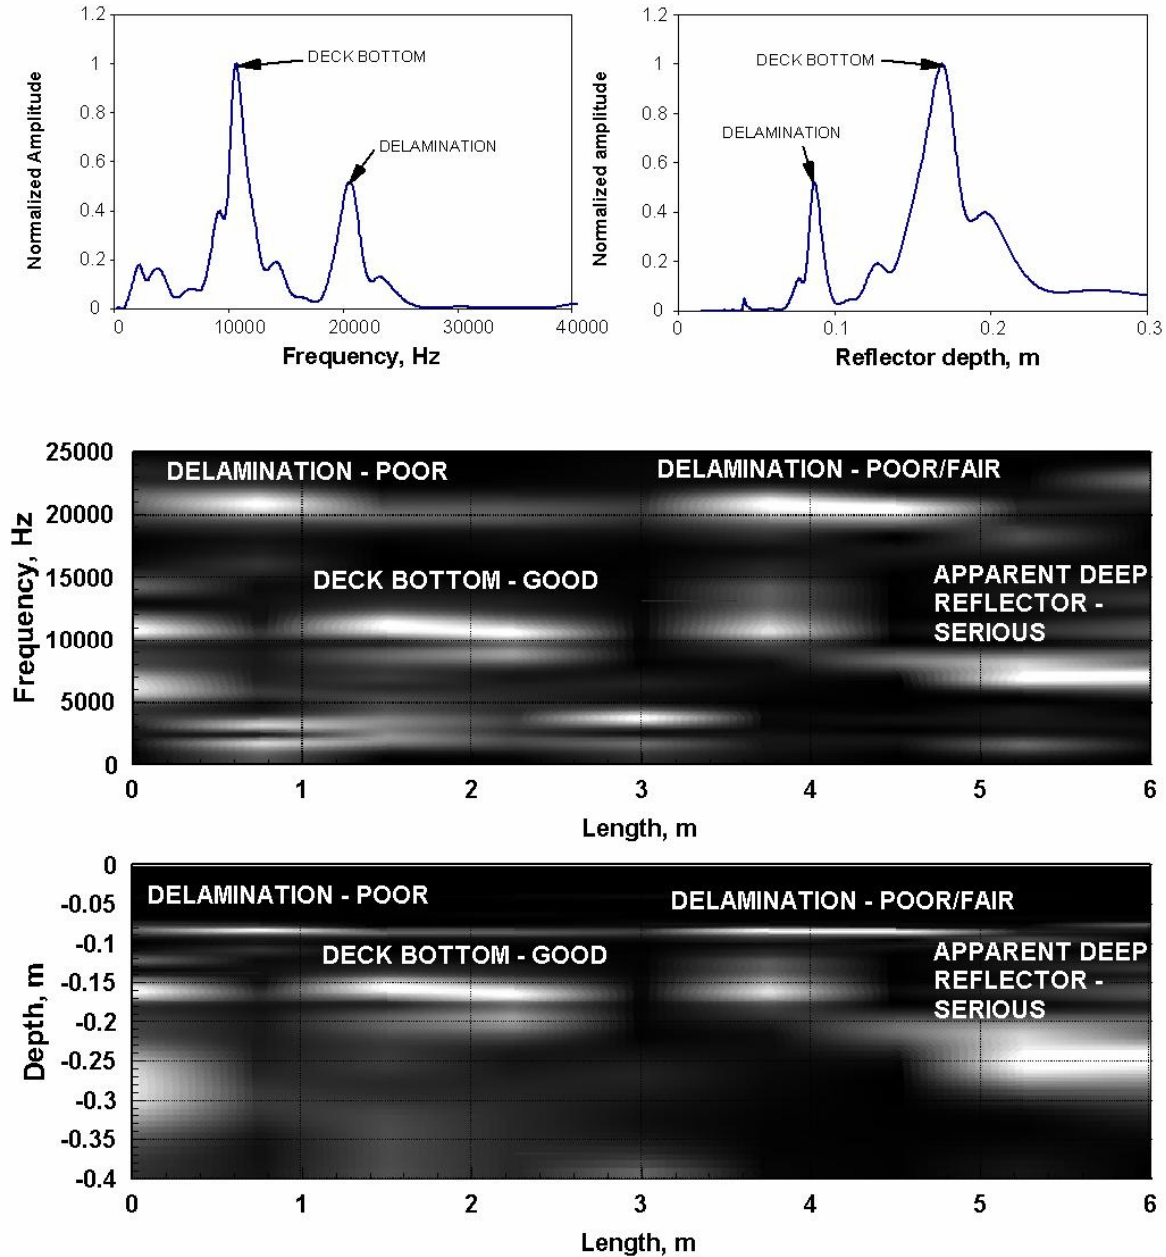 1.2
1
0.8
0.6
0.4
0.2
0
Normalized Amplitude
DECK BOTTOM
DELAMINATION
0 10000 20000 30000 40000
Frequency, Hz
1.2
1
0.8
0.6
0.4
0.2
0
Normalized amplitude
DECK BOTTOM
DELAMINATION
0 0.1 0.2 0.3
Reflector depth, m
25000
20000
15000
10000
5000
0
Frequency, Hz
DELAMINATION - POOR
DELAMINATION - POOR/FAIR
DECK BOTTOM - GOOD
APPARENT DEEP
REFLECTOR -
SERIOUS
0 1 2 3 4 5 6
Length, m
0
-0.05
-0.1
-0.15
-0.2
-0.25
-0.3
-0.35
-0.4
Depth, m
DELAMINATION - POOR
DELAMINATION - POOR/FAIR
DECK BOTTOM - GOOD
APPARENT DEEP
REFLECTOR -
SERIOUS
0 1 2 3 4 5 6
Length, m